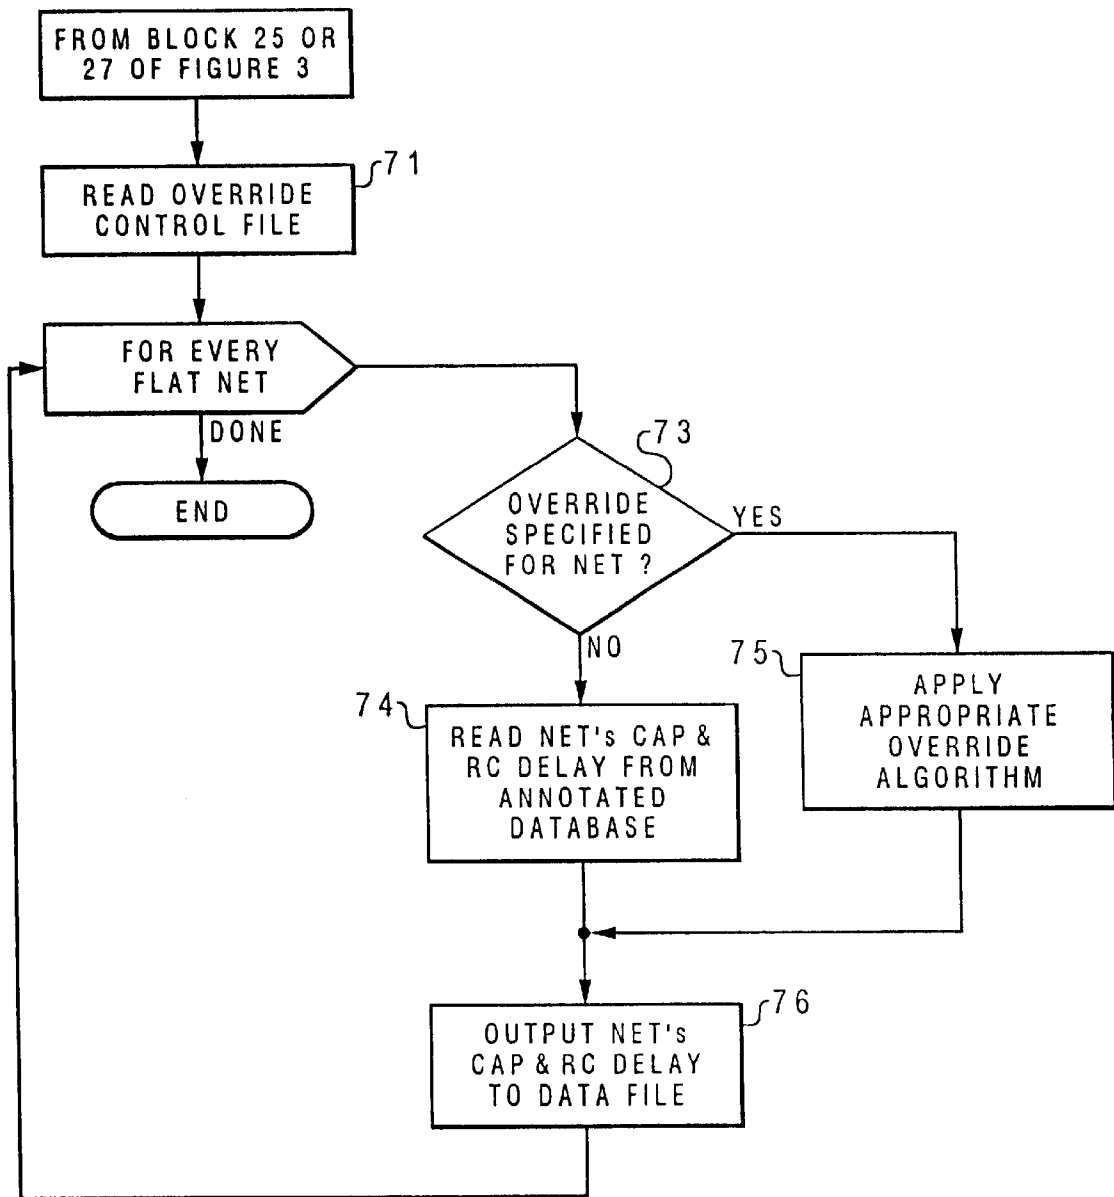 FROM BLOCK 25 OR
27 OF FIGURE 3
71
READ OVERRIDE
CONTROL FILE
FOR EVERY
FLAT NET
DONE
END
73
OVERRIDE
SPECIFIED
FOR NET ?
YES
NO
74
READ NET's CAP &
RC DELAY FROM
ANNOTATED
DATABASE
75
APPLY
APPROPRIATE
OVERRIDE
ALGORITHM
76
OUTPUT NET's
CAP & RC DELAY
TO DATA FILE